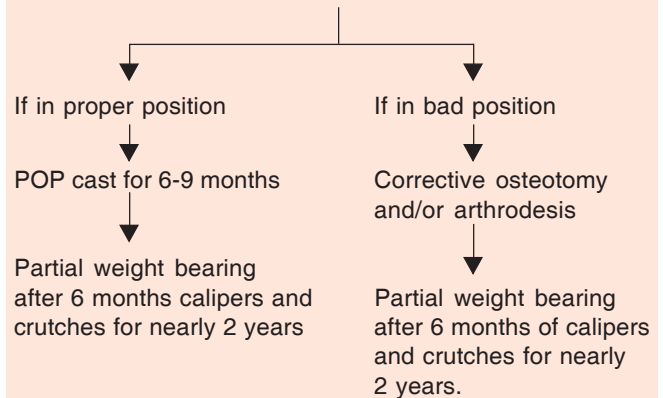 If in proper position
POP cast for 6-9 months
Partial weight bearing
after 6 months calipers and
crutches for nearly 2 years
If in bad position
Corrective osteotomy
and/or arthrodesis
Partial weight bearing
after 6 months of calipers
and crutches for nearly
2 years.